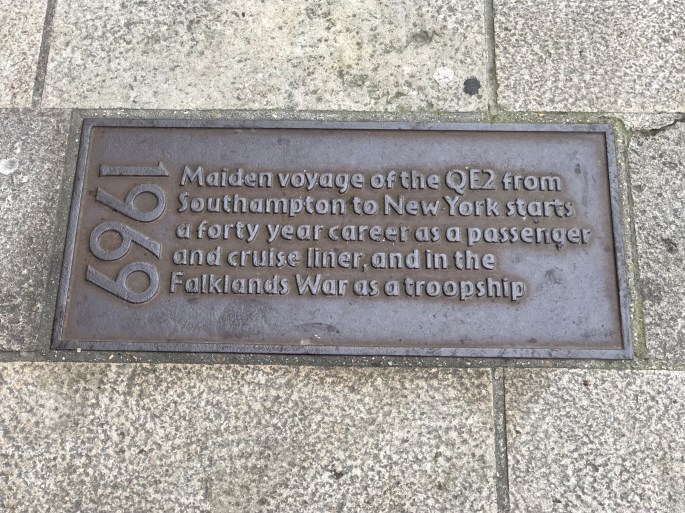 1969
Maiden voyage of the QE2 from
Southampton to New York starts
a forty year career as a passenger
and cruise liner, and in the
Falklands War as a troopship